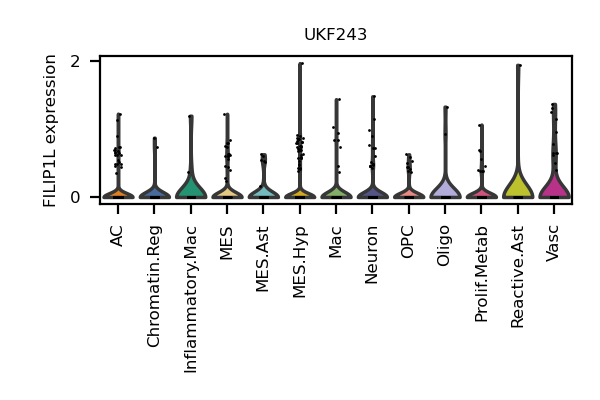 UKF243
FILIP1L expression
2
0
AC
Chromatin.Reg
Inflammatory.Mac
MES
MES.Ast
MES.Hyp
Mac
Neuron
OPC
Oligo
Prolif.Metab
Reactive.Ast
Vasc